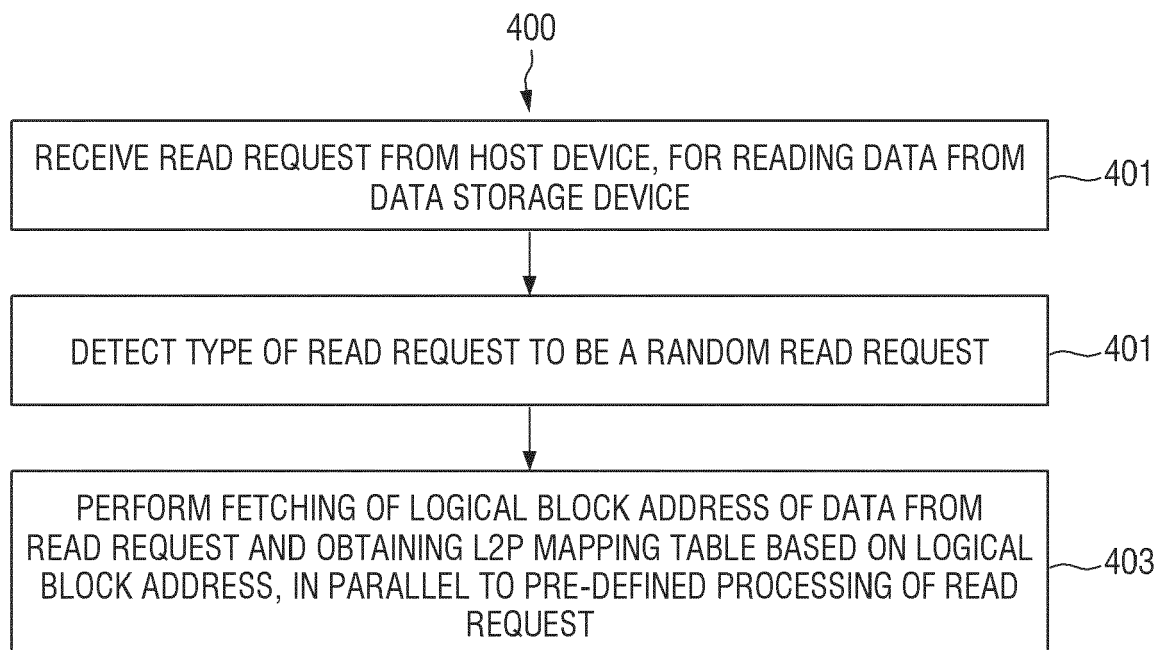 400
RECEIVE READ REQUEST FROM HOST DEVICE, FOR READING DATA FROM
DATA STORAGE DEVICE
401
DETECT TYPE OF READ REQUEST TO BE A RANDOM READ REQUEST
401
PERFORM FETCHING OF LOGICAL BLOCK ADDRESS OF DATA FROM
READ REQUEST AND OBTAINING L2P MAPPING TABLE BASED ON LOGICAL
BLOCK ADDRESS, IN PARALLEL TO PRE-DEFINED PROCESSING OF READ
REQUEST
403